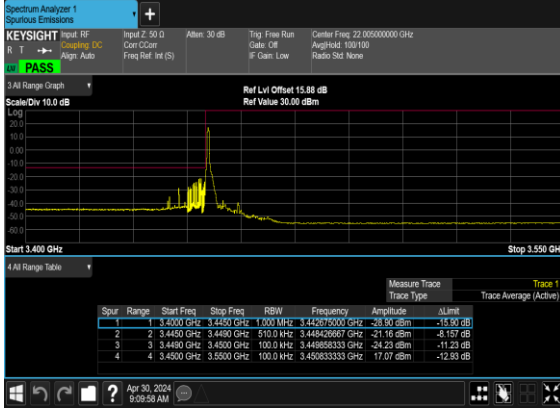 Spectrum Analyzer 1
Spurious Emissions
+
KEYSIGHT Input: RF Input Z: 50 Ω Atten: 30 dB Trig: Free Run Center Freq: 22.005000000 GHz
R T Coupling: DC Corr CCorr Gate: Off Avg|Hold: 100/100
Align: Auto Freq Ref: Int (S) IF Gain: Low Radio Std: None
PASS
3.All Range Graph Ref Lvl Offset 15.88 dB
Scale/Div 10.0 dB Ref Value 30.00 dBm
Log
20.0
10.0
0.00
-10.0
-20.0
-30.0
-40.0
-50.0
-60.0
Start 3.400 GHz Stop 3.550 GH
4.All Range Table
Measure Trace Trace 1
Trace Type Trace Average (Active)
Spur Range Start Freq Stop Freq RBW Frequency Amplitude ΔLimit
1 1 3.4000 GHz 3.4450 GHz 1.000 MHz 3.442675000 GHz -28.90 dBm -15.90 dB
2 2 3.4450 GHz 3.4490 GHz 510.0 kHz 3.448426667 GHz -21.16 dBm -8.157 dB
3 3 3.4490 GHz 3.4500 GHz 100.0 kHz 3.449858333 GHz -24.23 dBm -11.23 dB
4 4 3.4500 GHz 3.5500 GHz 100.0 kHz 3.450833333 GHz 17.07 dBm -12.93 dB
? Apr 30, 2024
9:09:58 AM